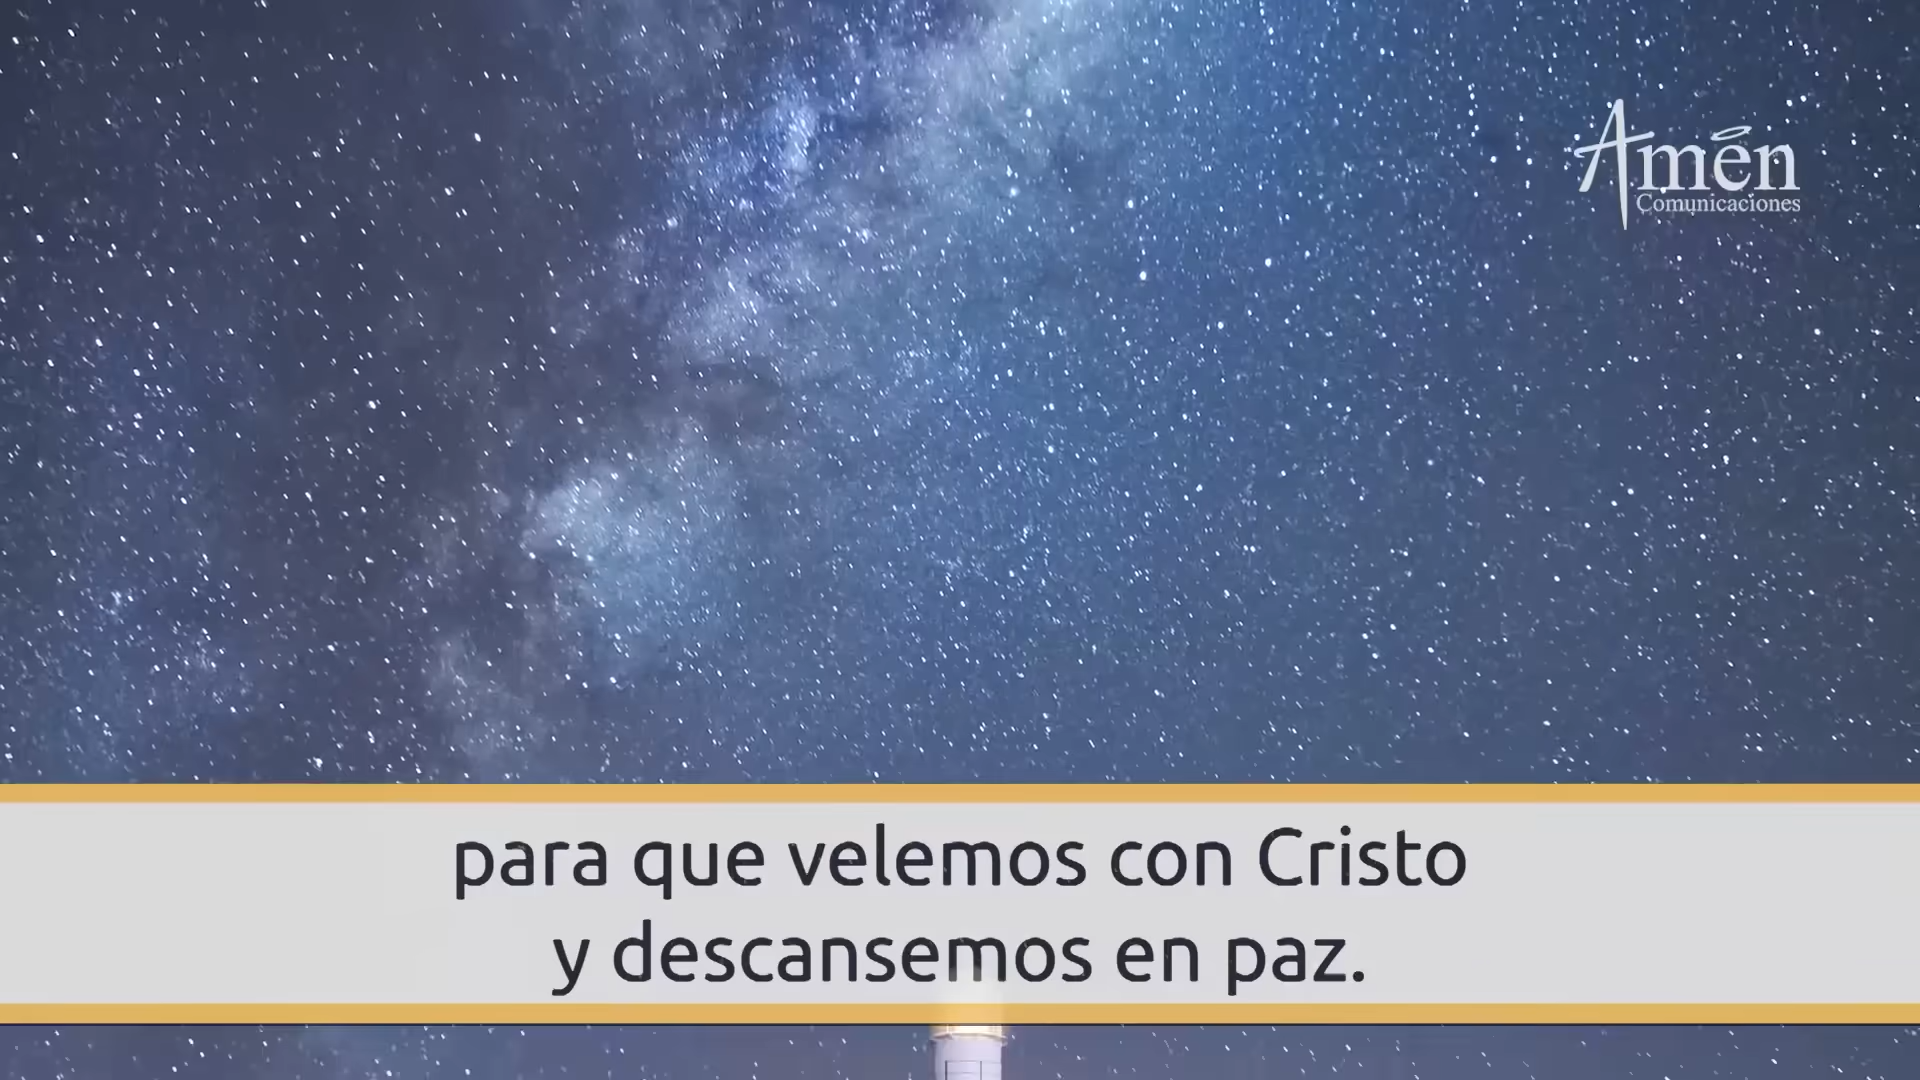 Amén
Comunicaciones
para que velemos con Cristo
y descansemos en paz.